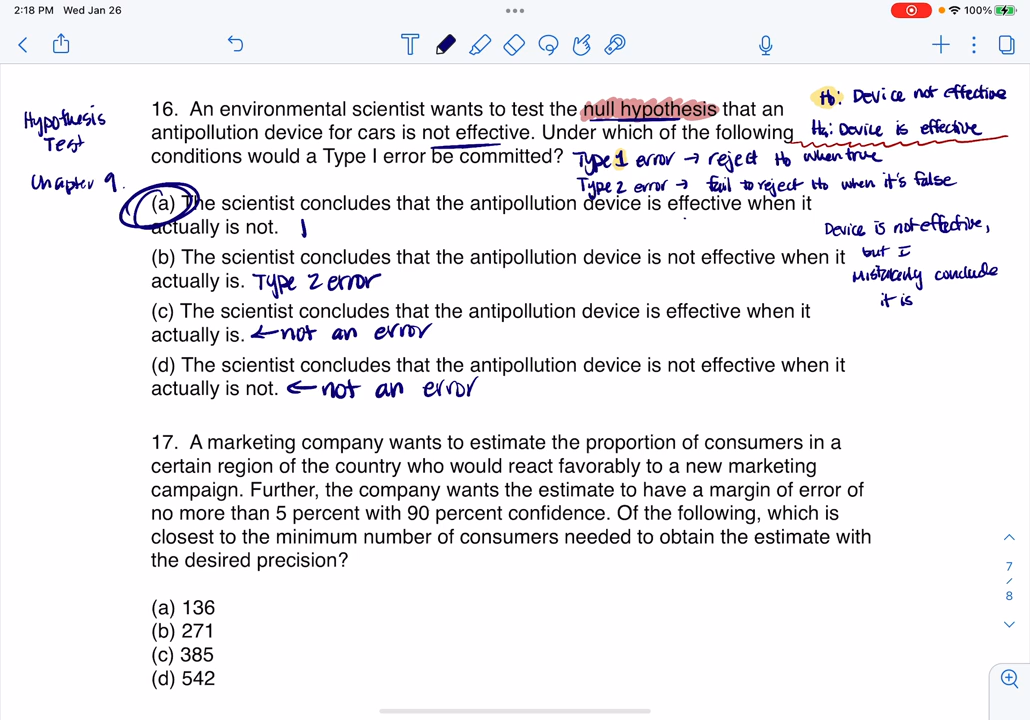 2:18 PM Wed Jan 26
100%
Hypothesis
Test
Chapter 9.
16. An environmental scientist wants to test the null hypothesis that an
antipollution device for cars is not effective. Under which of the following
conditions would a Type I error be committed?
Ho: Device not effective
Ha: Device is effective
Type 1 error → reject Ho when true
Type 2 error → fail to reject Ho when it's false
(a) The scientist concludes that the antipollution device is effective when it
actually is not. 1
Device is not effective,
but I
mistakenly conclude
it is
(b) The scientist concludes that the antipollution device is not effective when it
actually is. Type 2 error
(c) The scientist concludes that the antipollution device is effective when it
actually is. ← not an error
(d) The scientist concludes that the antipollution device is not effective when it
actually is not. ← not an error
17. A marketing company wants to estimate the proportion of consumers in a
certain region of the country who would react favorably to a new marketing
campaign. Further, the company wants the estimate to have a margin of error of
no more than 5 percent with 90 percent confidence. Of the following, which is
closest to the minimum number of consumers needed to obtain the estimate with
the desired precision?
(a) 136
(b) 271
(c) 385
(d) 542
7
/
8